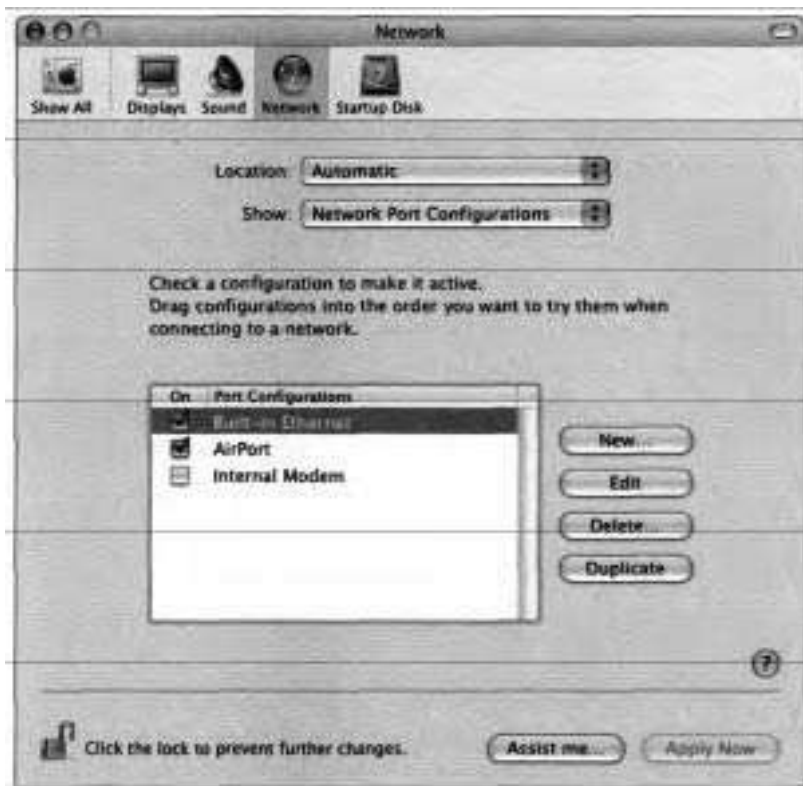 Network
Show All Displays Sound Network Startup Disk
Location: Automatic
Show: Network Port Configurations
Check a configuration to make it active.
Drag configurations into the order you want to try them when
connecting to a network.
On Port Configurations
Built-in Ethernet
AirPort
Internal Modem
New...
Edit
Delete...
Duplicate
?
Click the lock to prevent further changes.
Assist me...
Apply Now